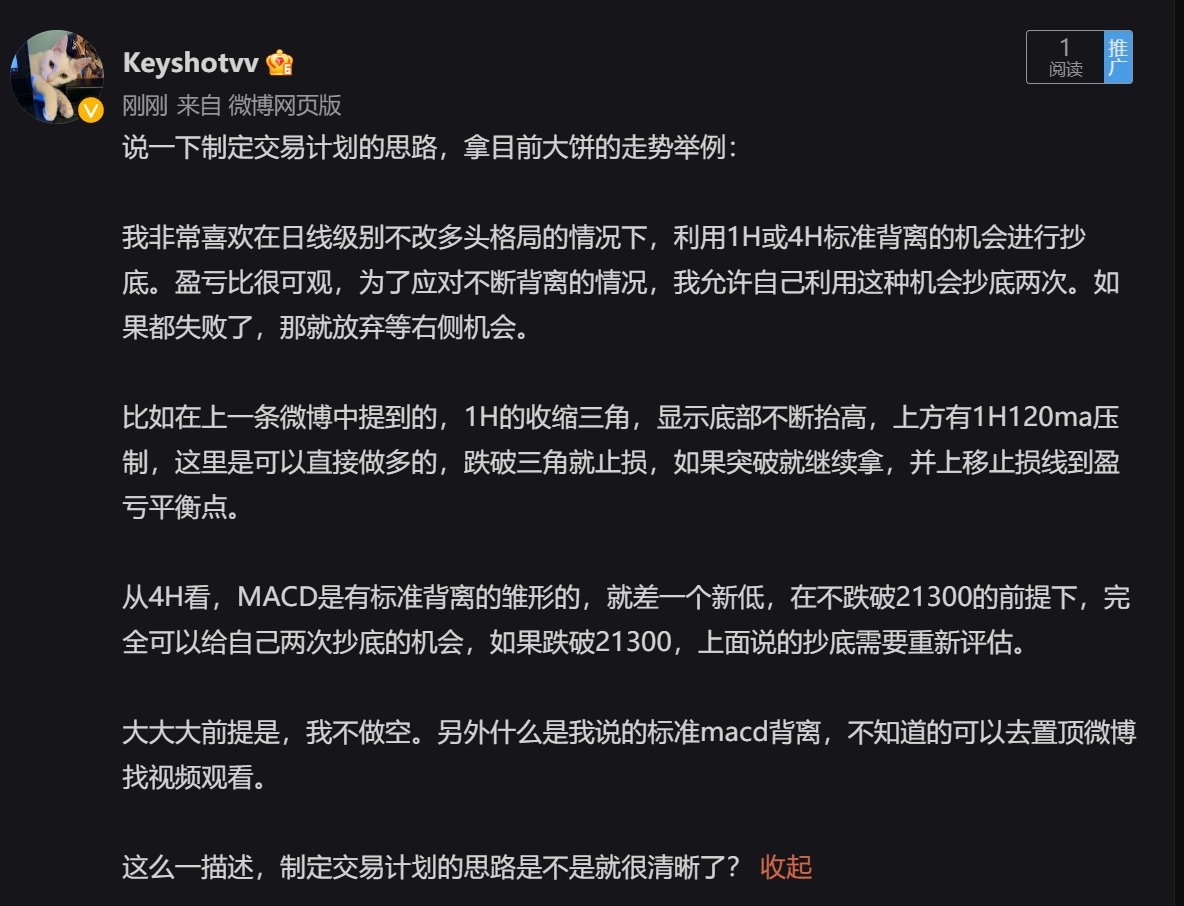 Keyshotvv
1
阅读
推广
刚刚 来自 微博网页版
说一下制定交易计划的思路，拿目前大饼的走势举例：
我非常喜欢在日线级别不改多头格局的情况下，利用1H或4H标准背离的机会进行抄
底。盈亏比很可观，为了应对不断背离的情况，我允许自己利用这种机会抄底两次。如
果都失败了，那就放弃等右侧机会。
比如在上一条微博中提到的，1H的收缩三角，显示底部不断抬高，上方有1H120ma压
制，这里是可以直接做多的，跌破三角就止损，如果突破就继续拿，并上移止损线到盈
亏平衡点。
从4H看，MACD是有标准背离的雏形的，就差一个新低，在不跌破21300的前提下，完
全可以给自己两次抄底的机会，如果跌破21300，上面说的抄底需要重新评估。
大大大前提是，我不做空。另外什么是我说的标准macd背离，不知道的可以去置顶微博
找视频观看。
这么一描述，制定交易计划的思路是不是就很清晰了？ 收起